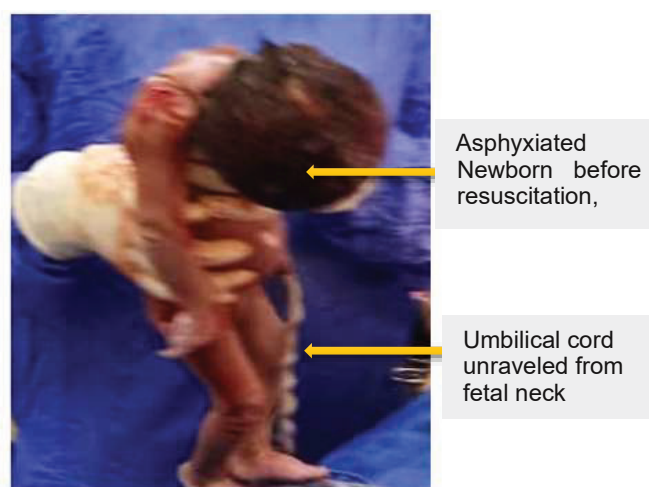 Asphyxiated
Newborn before
resuscitation,
Umbilical cord
unraveled from
fetal neck